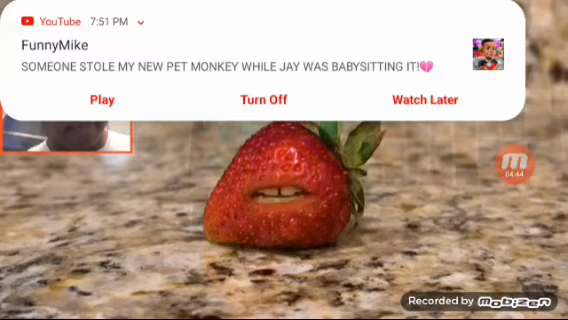 YouTube 7:51 PM
FunnyMike
SOMEONE STOLE MY NEW PET MONKEY WHILE JAY WAS BABYSITTING IT!💔
Play Turn Off Watch Later
04:44
Recorded by mobizen